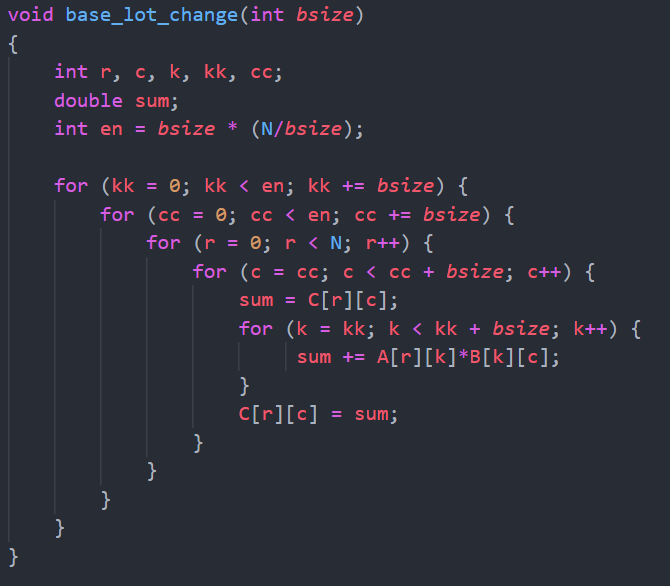 void base_lot_change(int bsize)
{
    int r, c, k, kk, cc;
    double sum;
    int en = bsize * (N/bsize);

    for (kk = 0; kk < en; kk += bsize) {
        for (cc = 0; cc < en; cc += bsize) {
            for (r = 0; r < N; r++) {
                for (c = cc; c < cc + bsize; c++) {
                    sum = C[r][c];
                    for (k = kk; k < kk + bsize; k++) {
                        sum += A[r][k]*B[k][c];
                    }
                    C[r][c] = sum;
                }
            }
        }
    }
}